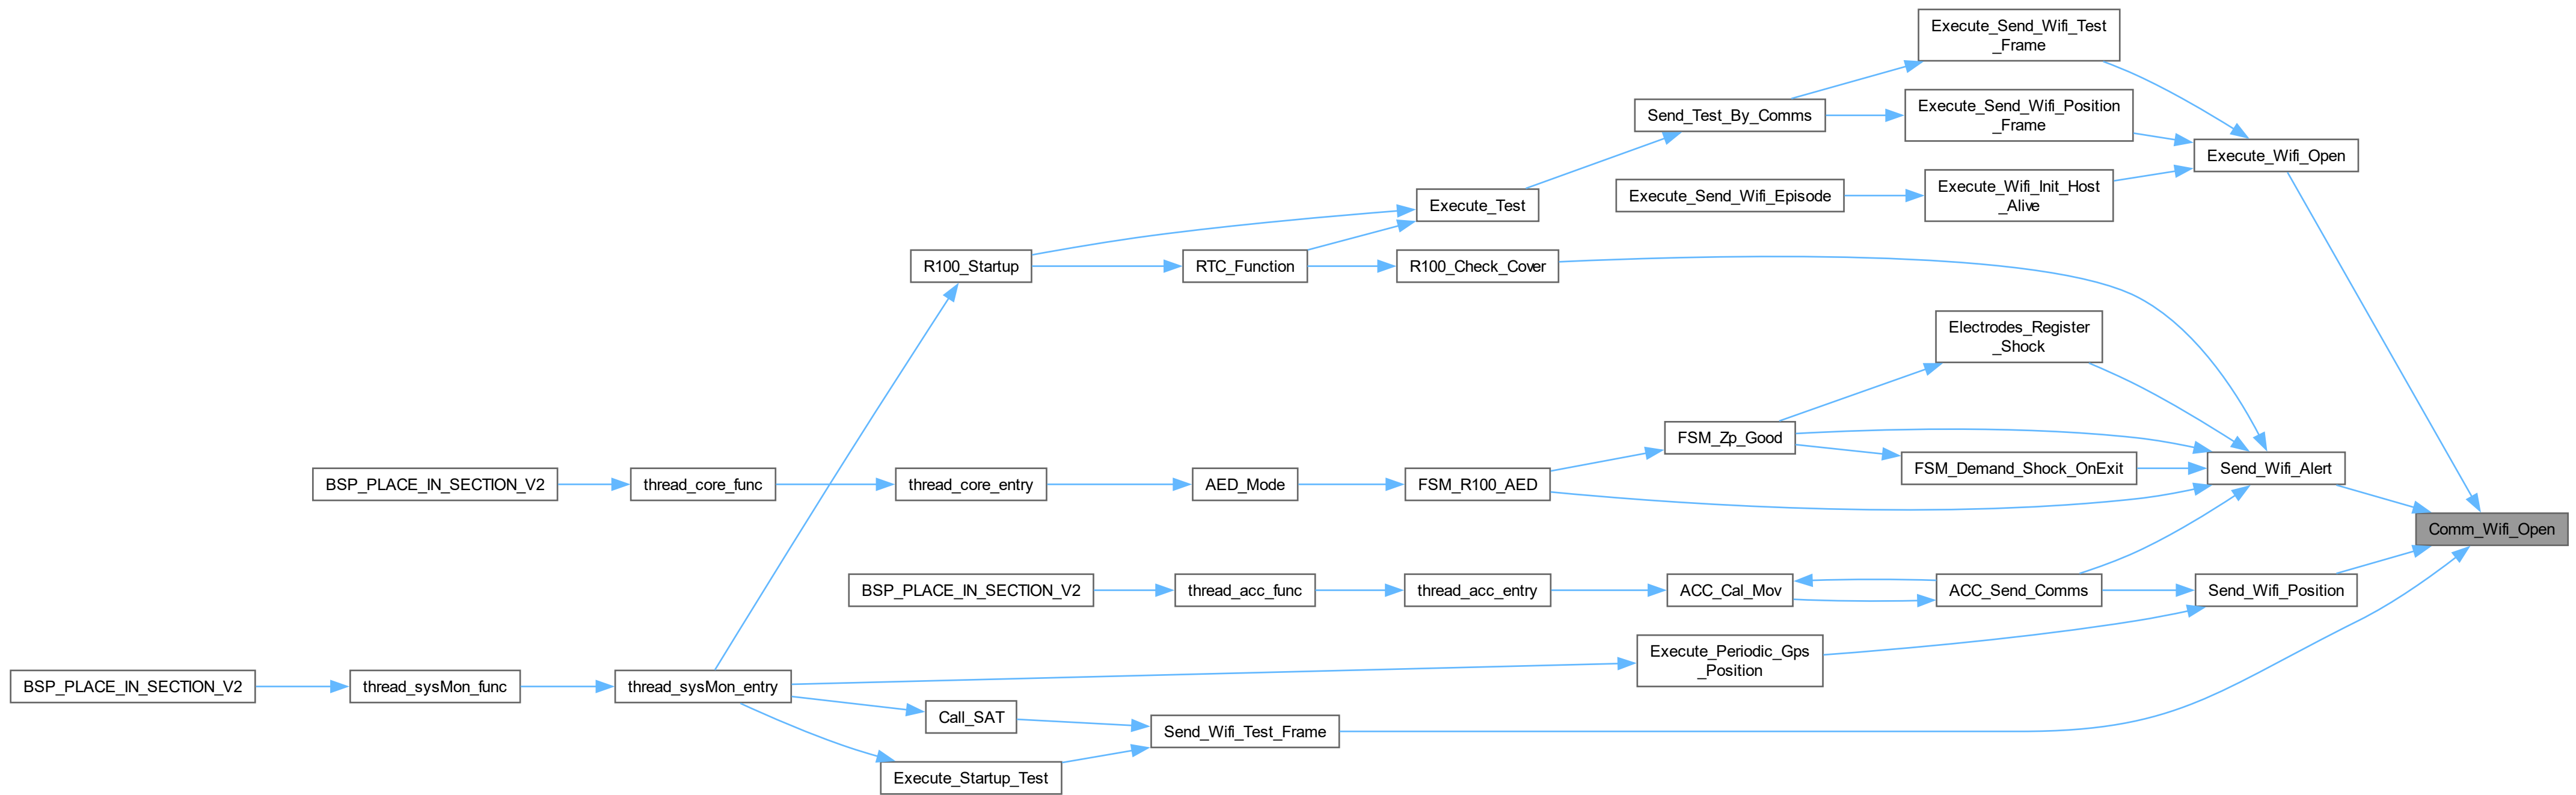 Execute_Send_Wifi_Test
_Frame
Execute_Send_Wifi_Position
_Frame
Send_Test_By_Comms
Execute_Wifi_Open
Execute_Wifi_Init_Host
_Alive
Execute_Send_Wifi_Episode
Execute_Test
R100_Startup
RTC_Function
R100_Check_Cover
Electrodes_Register
_Shock
FSM_Zp_Good
FSM_Demand_Shock_OnExit
Send_Wifi_Alert
BSP_PLACE_IN_SECTION_V2
thread_core_func
thread_core_entry
AED_Mode
FSM_R100_AED
Comm_Wifi_Open
BSP_PLACE_IN_SECTION_V2
thread_acc_func
thread_acc_entry
ACC_Cal_Mov
ACC_Send_Comms
Send_Wifi_Position
Execute_Periodic_Gps
_Position
BSP_PLACE_IN_SECTION_V2
thread_sysMon_func
thread_sysMon_entry
Call_SAT
Send_Wifi_Test_Frame
Execute_Startup_Test